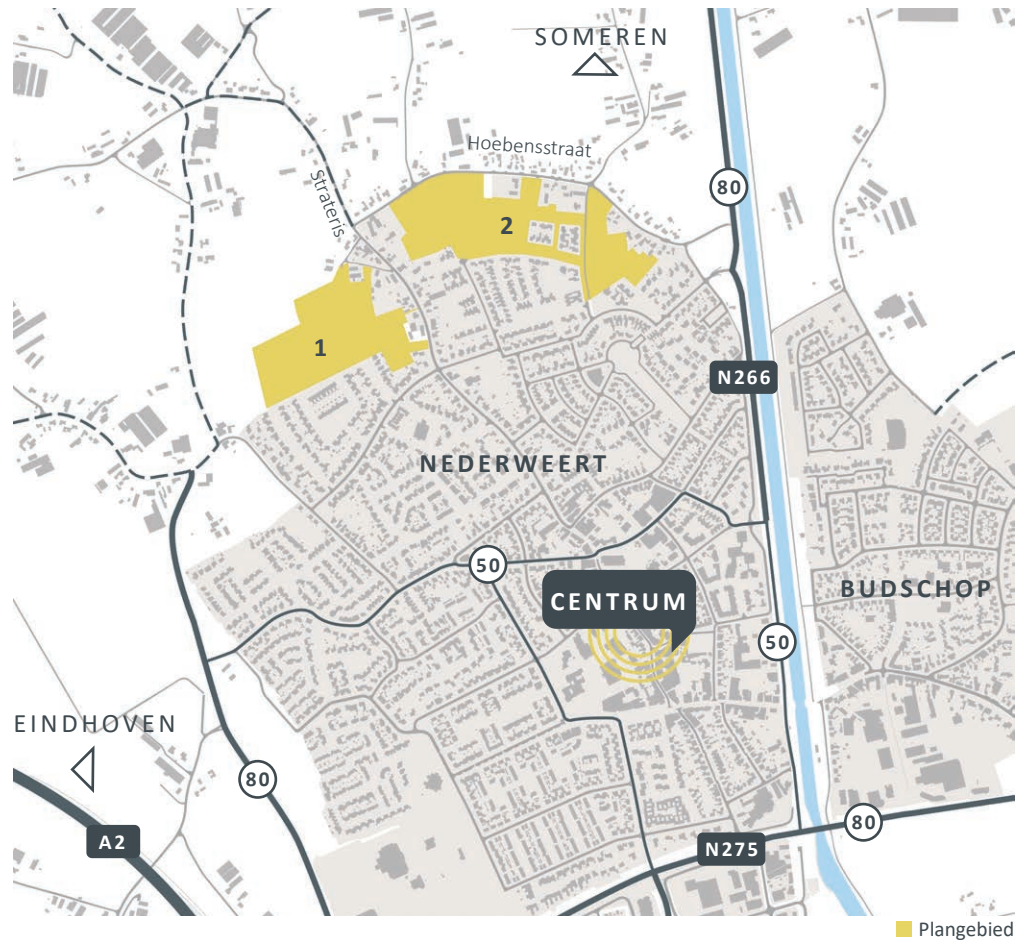 SOMEREN
Hoebensstraat
Strateris
80
2
1
N266
NEDERWEERT
50
CENTRUM
BUDSCHOP
50
EINDHOVEN
80
A2
80
N275
Plangebied